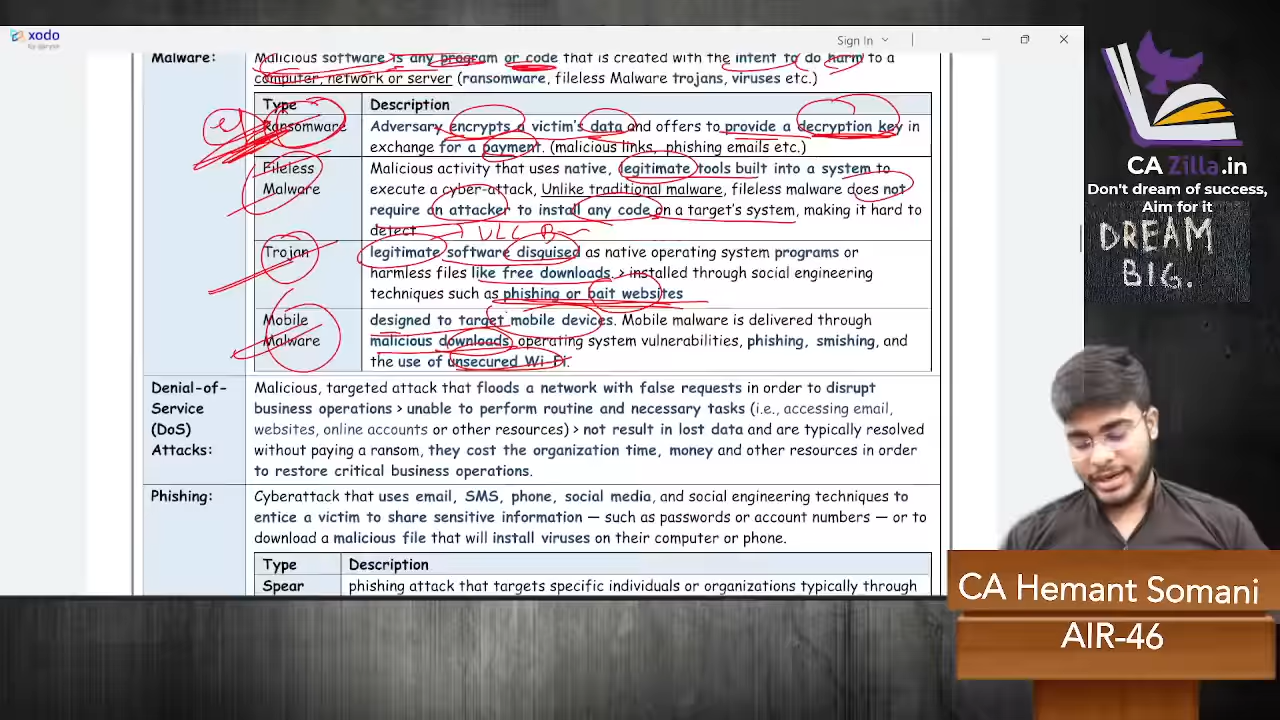 xodo
Sign In
Malware:
Malicious software is any program or code that is created with the intent to do harm to a
computer, network or server (ransomware, fileless Malware trojans, viruses etc.)
Type
Description
Ransomware
Adversary encrypts a victim's data and offers to provide a decryption key in
exchange for a payment. (malicious links, phishing emails etc.)
Fileless
Malware
Malicious activity that uses native, legitimate tools built into a system to
execute a cyber-attack, Unlike traditional malware, fileless malware does not
require an attacker to install any code on a target's system, making it hard to
detect
Trojan
legitimate software disguised as native operating system programs or
harmless files like free downloads. > installed through social engineering
techniques such as phishing or bait websites
Mobile
Malware
designed to target mobile devices. Mobile malware is delivered through
malicious downloads, operating system vulnerabilities, phishing, smishing, and
the use of unsecured Wi-Fi.
Denial-of-
Service
(DoS)
Attacks:
Malicious, targeted attack that floods a network with false requests in order to disrupt
business operations > unable to perform routine and necessary tasks (i.e., accessing email,
websites, online accounts or other resources) > not result in lost data and are typically resolved
without paying a ransom, they cost the organization time, money and other resources in order
to restore critical business operations.
Phishing:
Cyberattack that uses email, SMS, phone, social media, and social engineering techniques to
entice a victim to share sensitive information — such as passwords or account numbers — or to
download a malicious file that will install viruses on their computer or phone.
Type
Description
Spear
phishing attack that targets specific individuals or organizations typically through
CA Zilla.in
Don't dream of success,
Aim for it
DREAM
BIG.
CA Hemant Somani
AIR-46